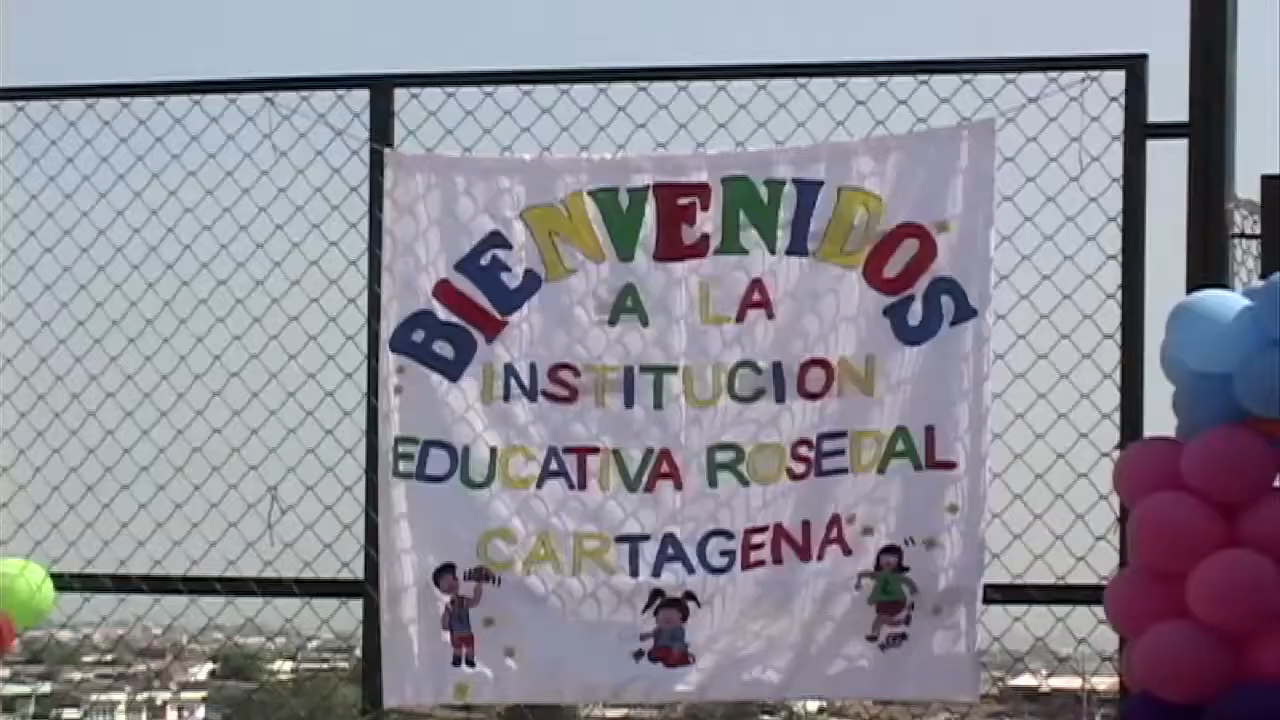 BIENVENIDOS
A LA
INSTITUCION
EDUCATIVA ROSEDAL
CARTAGENA